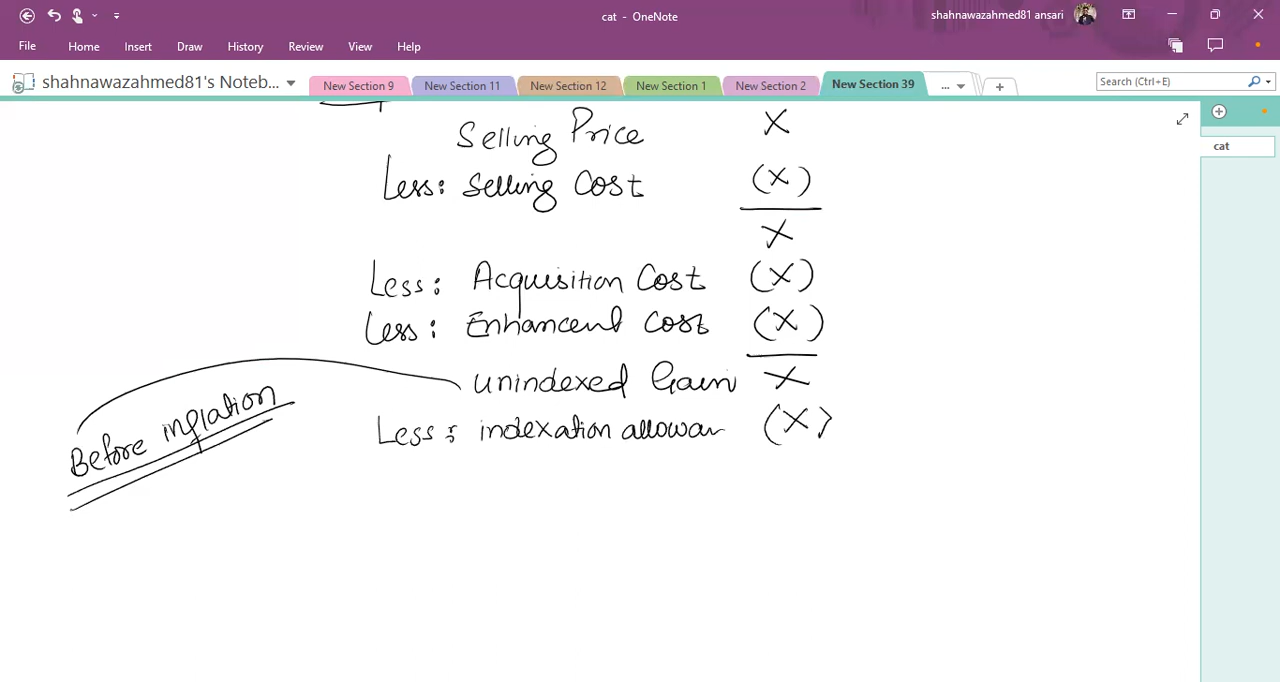 cat - OneNote
shahnawazahmed81 ansari
File Home Insert Draw History Review View Help
shahnawazahmed81's Noteb...
New Section 9 New Section 11 New Section 12 New Section 1 New Section 2 New Section 39 ...
Search (Ctrl+E)
cat
Selling Price X
Less: Selling Cost (X)
X
Less: Acquisition Cost (X)
Less: Enhancent Cost (X)
unindexed Gain X
Less: indexation allowan (X)
Before inflation